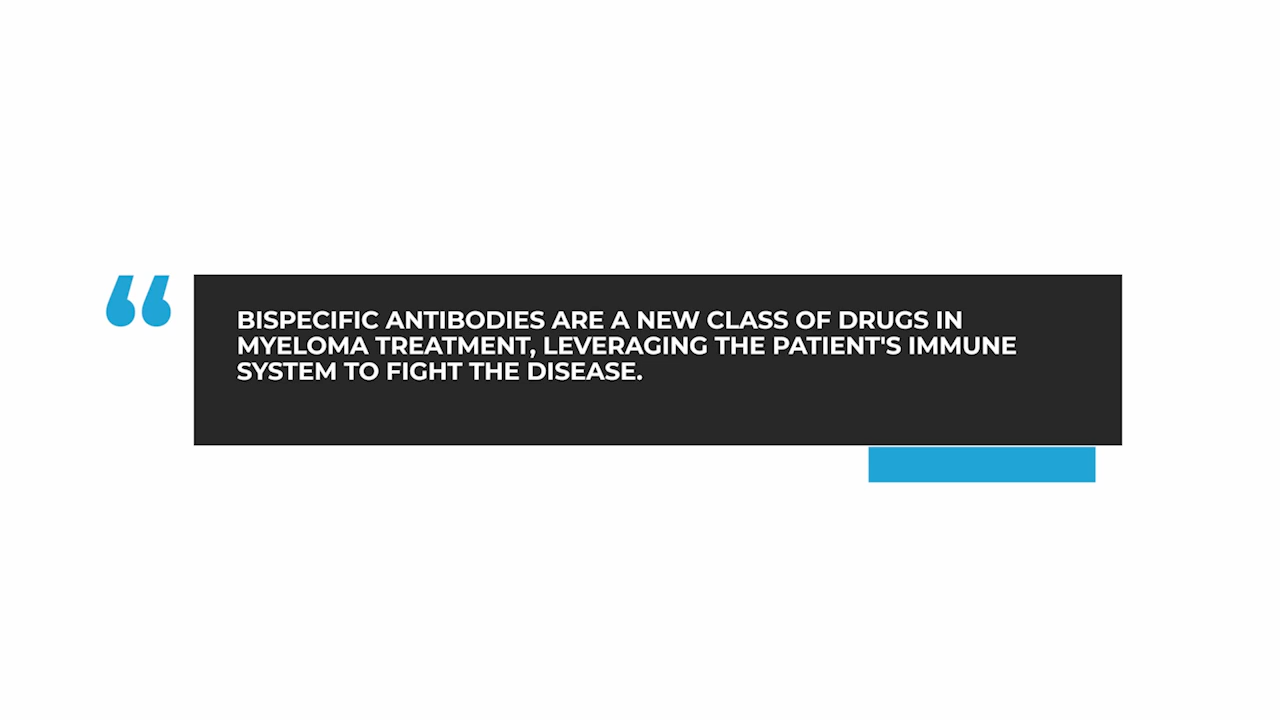 “
BISPECIFIC ANTIBODIES ARE A NEW CLASS OF DRUGS IN
MYELOMA TREATMENT, LEVERAGING THE PATIENT'S IMMUNE
SYSTEM TO FIGHT THE DISEASE.